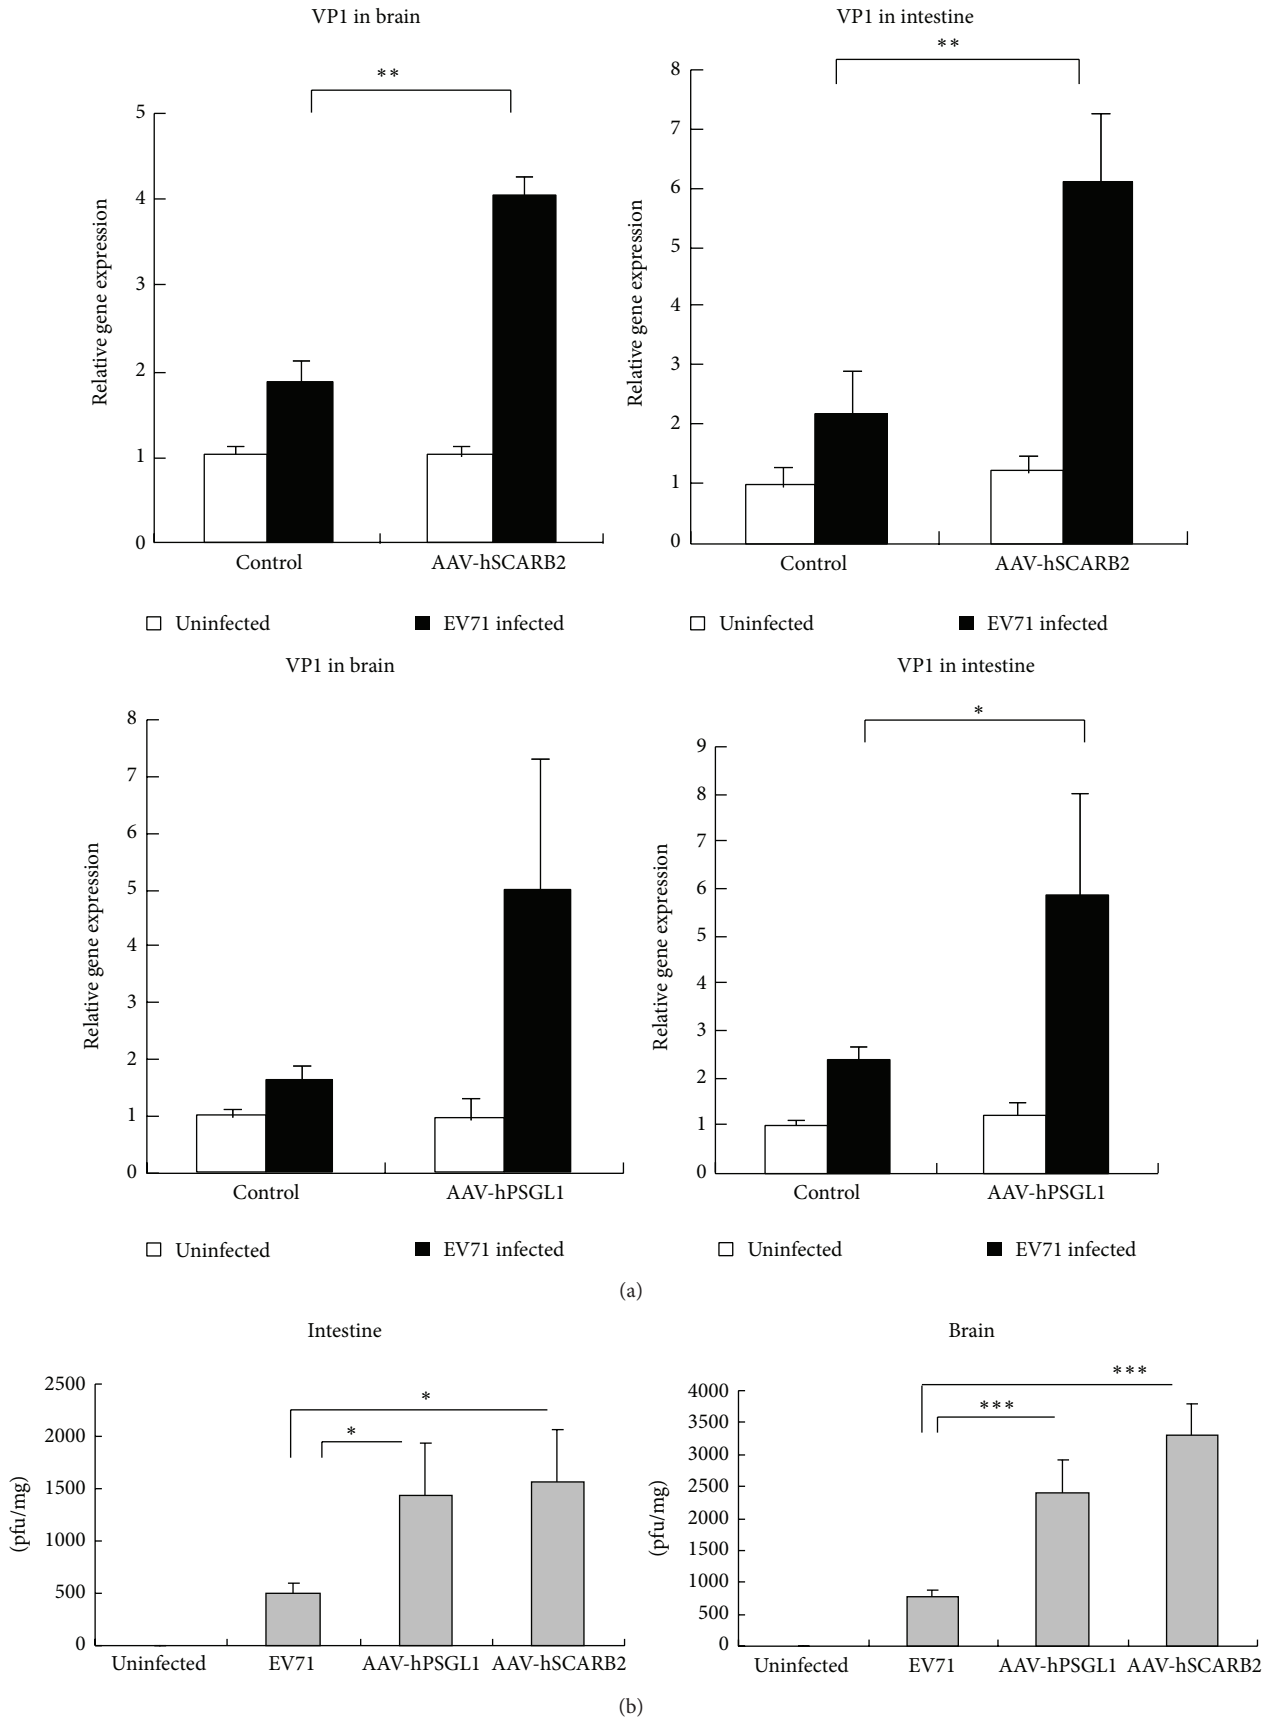 VP1 in brain
**
Relative gene expression
5
4
3
2
1
0
Control
AAV-hSCARB2
Uninfected
EV71 infected
VP1 in intestine
**
Relative gene expression
8
7
6
5
4
3
2
1
0
Control
AAV-hSCARB2
Uninfected
EV71 infected
VP1 in brain
Relative gene expression
8
7
6
5
4
3
2
1
0
Control
AAV-hPSGL1
Uninfected
EV71 infected
VP1 in intestine
*
Relative gene expression
9
8
7
6
5
4
3
2
1
0
Control
AAV-hPSGL1
Uninfected
EV71 infected
(a)
Intestine
*
*
(pfu/mg)
2500
2000
1500
1000
500
0
Uninfected
EV71
AAV-hPSGL1
AAV-hSCARB2
Brain
***
***
(pfu/mg)
4000
3500
3000
2500
2000
1500
1000
500
0
Uninfected
EV71
AAV-hPSGL1
AAV-hSCARB2
(b)